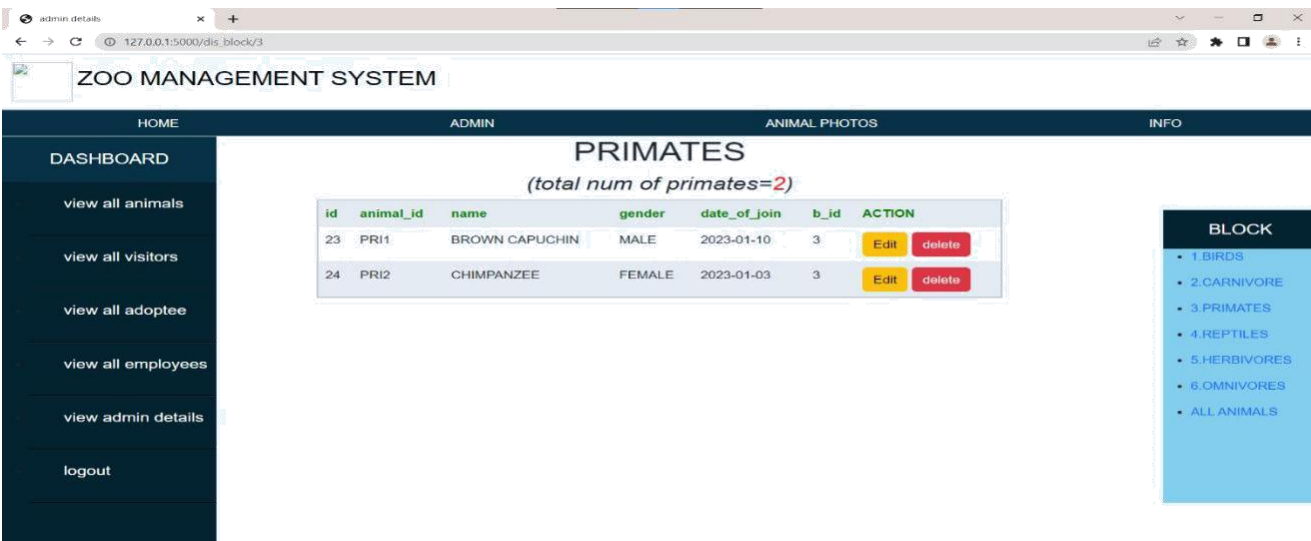 admin details
127.0.0.1:5000/dis_block/3
ZOO MANAGEMENT SYSTEM
HOME ADMIN ANIMAL PHOTOS INFO
DASHBOARD
view all animals
view all visitors
view all adoptee
view all employees
view admin details
logout
PRIMATES
(total num of primates=2)
id animal_id name gender date_of_join b_id ACTION
23 PRI1 BROWN CAPUCHIN MALE 2023-01-10 3 Edit delete
24 PRI2 CHIMPANZEE FEMALE 2023-01-03 3 Edit delete
BLOCK
• 1.BIRDS
• 2.CARNIVORE
• 3.PRIMATES
• 4.REPTILES
• 5.HERBIVORES
• 6.OMNIVORES
• ALL ANIMALS